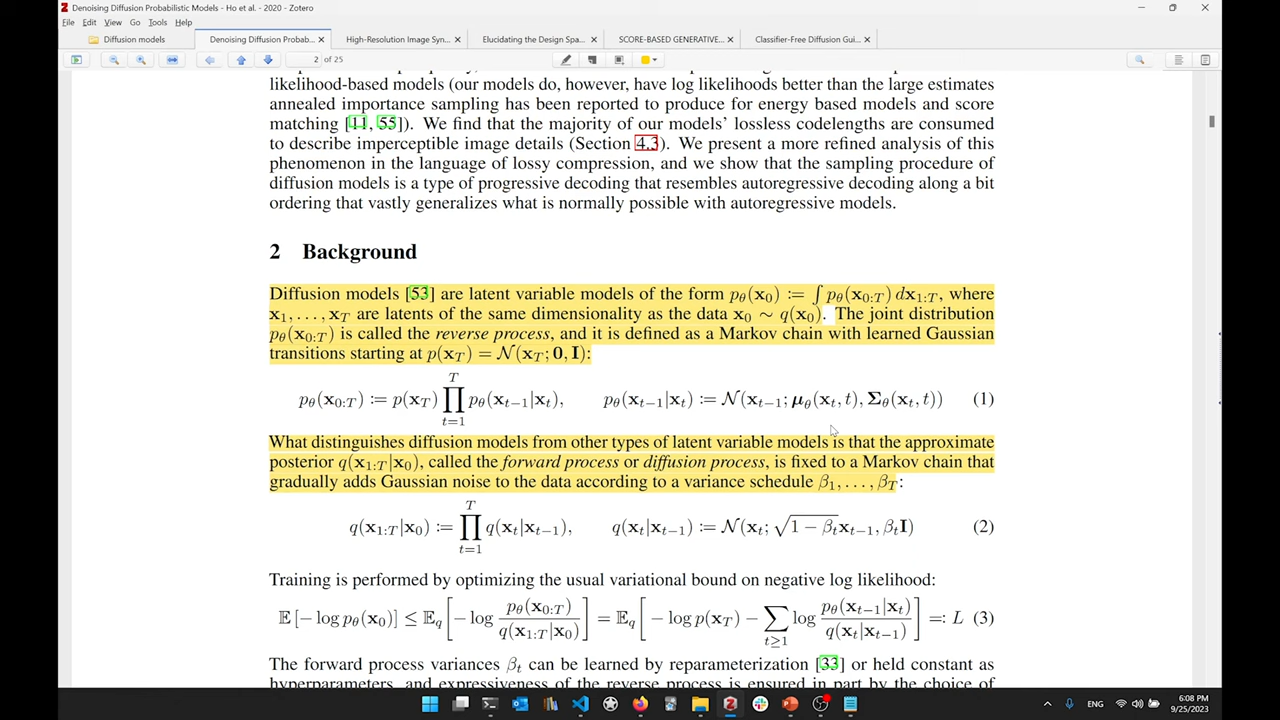 Denoising Diffusion Probabilistic Models - Ho et al. - 2020 - Zotero
File Edit View Go Tools Help
Diffusion models Denoising Diffusion Probab... High-Resolution Image Syn... Elucidating the Design Spa... SCORE-BASED GENERATIVE... Classifier-Free Diffusion Gui...
2 of 25
likelihood-based models (our models do, however, have log likelihoods better than the large estimates
annealed importance sampling has been reported to produce for energy based models and score
matching [11, 55]). We find that the majority of our models' lossless codelengths are consumed
to describe imperceptible image details (Section 4.3). We present a more refined analysis of this
phenomenon in the language of lossy compression, and we show that the sampling procedure of
diffusion models is a type of progressive decoding that resembles autoregressive decoding along a bit
ordering that vastly generalizes what is normally possible with autoregressive models.
2 Background
Diffusion models [53] are latent variable models of the form pθ(x0) := ∫ pθ(x0:T) dx1:T, where
x1, . . . , xT are latents of the same dimensionality as the data x0 ∼ q(x0). The joint distribution
pθ(x0:T) is called the reverse process, and it is defined as a Markov chain with learned Gaussian
transitions starting at p(xT) = N(xT; 0, I):
pθ(x0:T) := p(xT) ∏_{t=1}^{T} pθ(xt−1|xt), pθ(xt−1|xt) := N(xt−1; μθ(xt, t), Σθ(xt, t)) (1)
What distinguishes diffusion models from other types of latent variable models is that the approximate
posterior q(x1:T|x0), called the forward process or diffusion process, is fixed to a Markov chain that
gradually adds Gaussian noise to the data according to a variance schedule β1, . . . , βT:
q(x1:T|x0) := ∏_{t=1}^{T} q(xt|xt−1), q(xt|xt−1) := N(xt; √(1 − βt)xt−1, βtI) (2)
Training is performed by optimizing the usual variational bound on negative log likelihood:
E[− log pθ(x0)] ≤ Eq[− log pθ(x0:T)/q(x1:T|x0)] = Eq[− log p(xT) − ∑_{t≥1} log pθ(xt−1|xt)/q(xt|xt−1)] =: L (3)
The forward process variances βt can be learned by reparameterization [33] or held constant as
hyperparameters, and expressiveness of the reverse process is ensured in part by the choice of
ENG
6:08 PM
9/25/2023